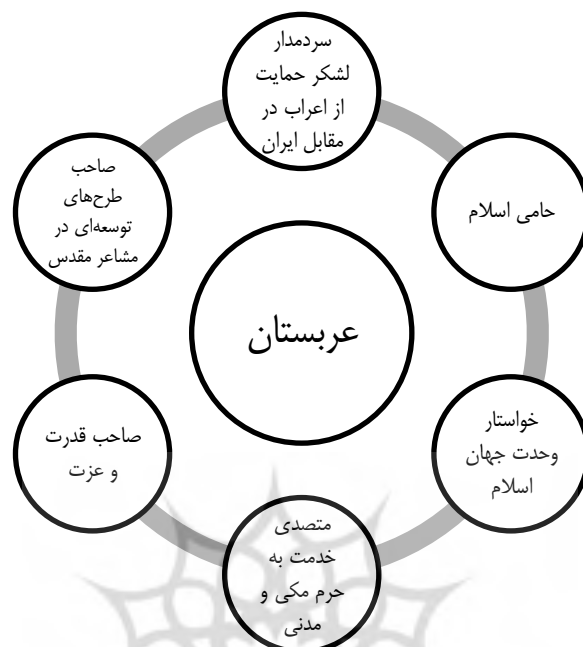 سردمدار
لشکر حمایت
از اعراب در
مقابل ایران
حامی اسلام
خواستار
وحدت جهان
اسلام
متصدی
خدمت به
حرم مکی و
مدنی
صاحب قدرت
و عزت
صاحب
طرح‌های
توسعه‌ای در
مشاعر مقدس
عربستان